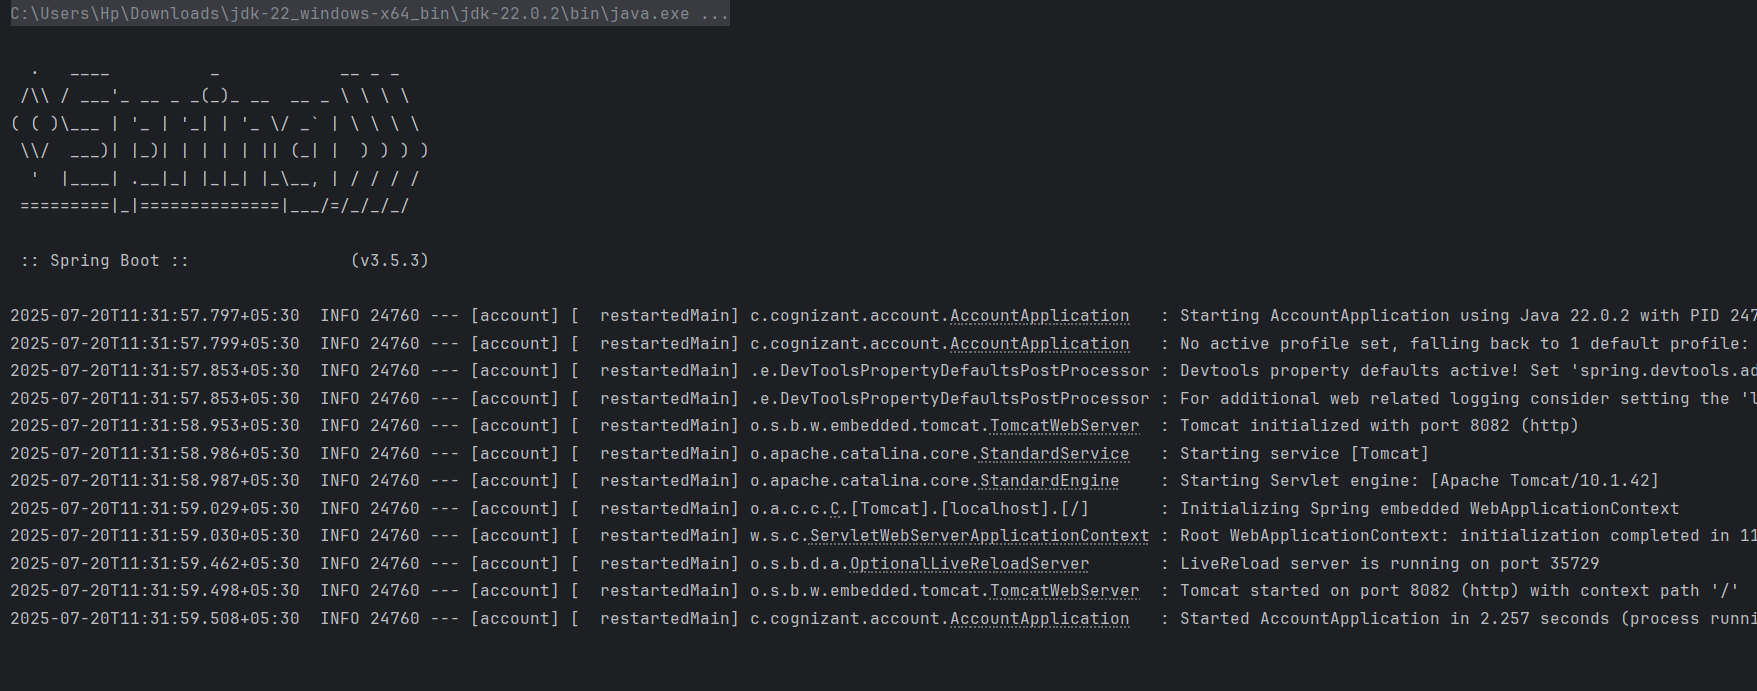 C:\Users\Hp\Downloads\jdk-22_windows-x64_bin\jdk-22.0.2\bin\java.exe ...
  .   ____          _            __ _ _
 /\\ / ___'_ __ _ _(_)_ __  __ _ \ \ \ \
( ( )\___ | '_ | '_| | '_ \/ _` | \ \ \ \
 \\/  ___)| |_)| | | | | || (_| |  ) ) ) )
  '  |____| .__|_| |_|_| |_\__, | / / / /
 =========|_|==============|___/=/_/_/_/
 :: Spring Boot ::                (v3.5.3)
2025-07-20T11:31:57.797+05:30  INFO 24760 --- [account] [  restartedMain] c.cognizant.account.AccountApplication   : Starting AccountApplication using Java 22.0.2 with PID 247
2025-07-20T11:31:57.799+05:30  INFO 24760 --- [account] [  restartedMain] c.cognizant.account.AccountApplication   : No active profile set, falling back to 1 default profile:
2025-07-20T11:31:57.853+05:30  INFO 24760 --- [account] [  restartedMain] .e.DevToolsPropertyDefaultsPostProcessor : Devtools property defaults active! Set 'spring.devtools.ad
2025-07-20T11:31:57.853+05:30  INFO 24760 --- [account] [  restartedMain] .e.DevToolsPropertyDefaultsPostProcessor : For additional web related logging consider setting the 'l
2025-07-20T11:31:58.953+05:30  INFO 24760 --- [account] [  restartedMain] o.s.b.w.embedded.tomcat.TomcatWebServer  : Tomcat initialized with port 8082 (http)
2025-07-20T11:31:58.986+05:30  INFO 24760 --- [account] [  restartedMain] o.apache.catalina.core.StandardService   : Starting service [Tomcat]
2025-07-20T11:31:58.987+05:30  INFO 24760 --- [account] [  restartedMain] o.apache.catalina.core.StandardEngine    : Starting Servlet engine: [Apache Tomcat/10.1.42]
2025-07-20T11:31:59.029+05:30  INFO 24760 --- [account] [  restartedMain] o.a.c.c.C.[Tomcat].[localhost].[/]       : Initializing Spring embedded WebApplicationContext
2025-07-20T11:31:59.030+05:30  INFO 24760 --- [account] [  restartedMain] w.s.c.ServletWebServerApplicationContext : Root WebApplicationContext: initialization completed in 11
2025-07-20T11:31:59.462+05:30  INFO 24760 --- [account] [  restartedMain] o.s.b.d.a.OptionalLiveReloadServer       : LiveReload server is running on port 35729
2025-07-20T11:31:59.498+05:30  INFO 24760 --- [account] [  restartedMain] o.s.b.w.embedded.tomcat.TomcatWebServer  : Tomcat started on port 8082 (http) with context path '/'
2025-07-20T11:31:59.508+05:30  INFO 24760 --- [account] [  restartedMain] c.cognizant.account.AccountApplication   : Started AccountApplication in 2.257 seconds (process runni